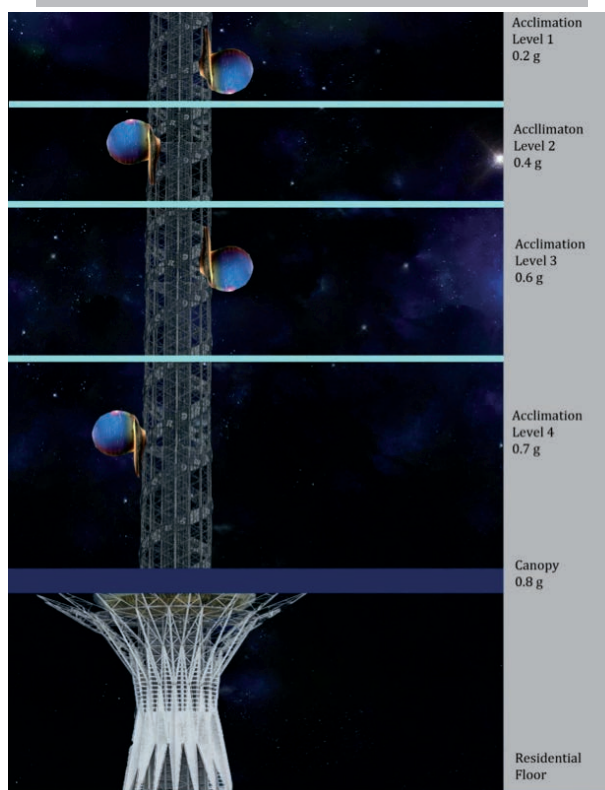 Acclimation
Level 1
0.2 g
Accllimaton
Level 2
0.4 g
Acclimation
Level 3
0.6 g
Acclimation
Level 4
0.7 g
Canopy
0.8 g
Residential
Floor